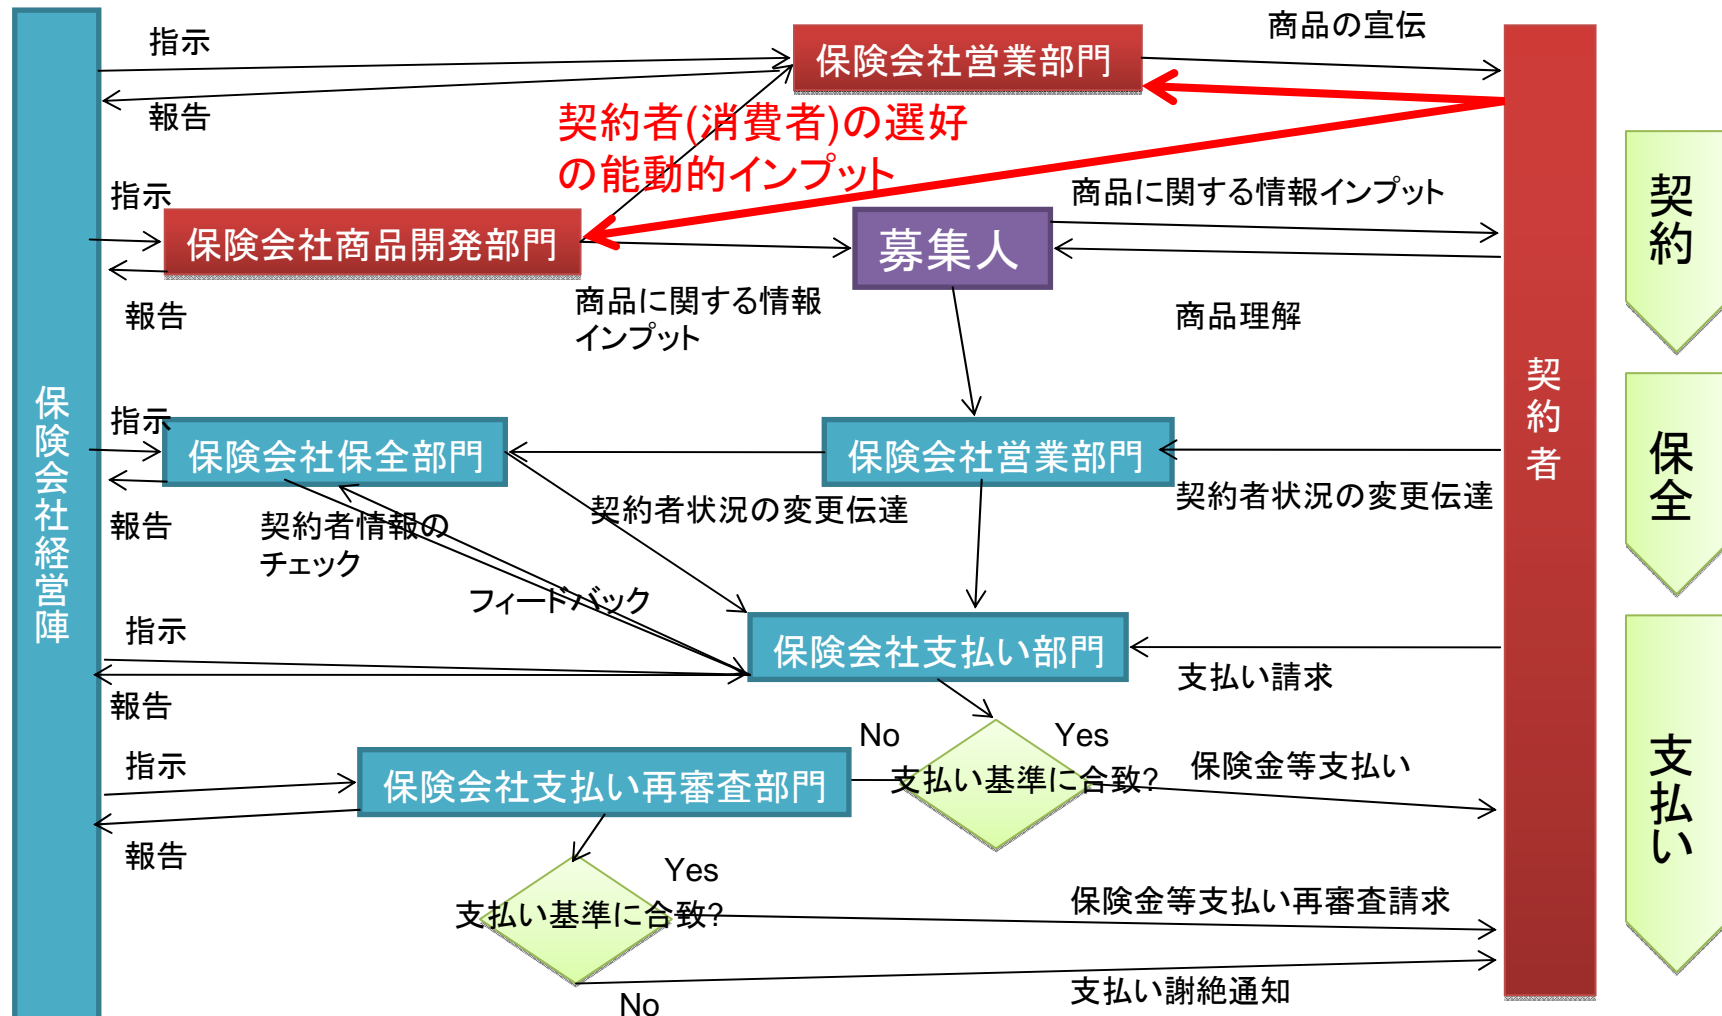 指示
保険会社営業部門
商品の宣伝
報告
契約者(消費者)の選好
の能動的インプット
指示
保険会社商品開発部門
報告
商品に関する情報
インプット
募集人
商品に関する情報インプット
商品理解
契約
保険会社経営陣
契約者
指示
保険会社保全部門
報告
契約者情報の
チェック
契約者状況の変更伝達
保険会社営業部門
契約者状況の変更伝達
保全
フィードバック
指示
報告
保険会社支払い部門
支払い請求
No
Yes
支払い基準に合致?
保険金等支払い
支払い
指示
保険会社支払い再審査部門
報告
Yes
支払い基準に合致?
保険金等支払い再審査請求
No
支払い謝絶通知